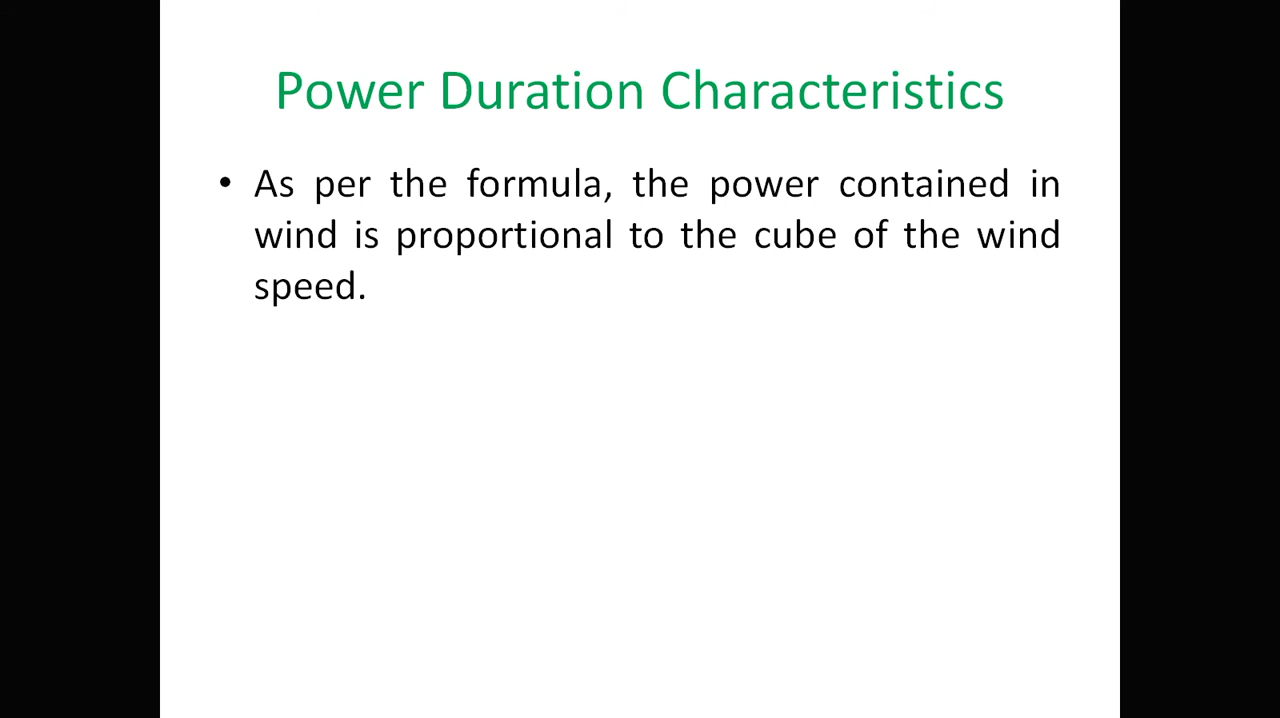 Power Duration Characteristics
• As per the formula, the power contained in
wind is proportional to the cube of the wind
speed.